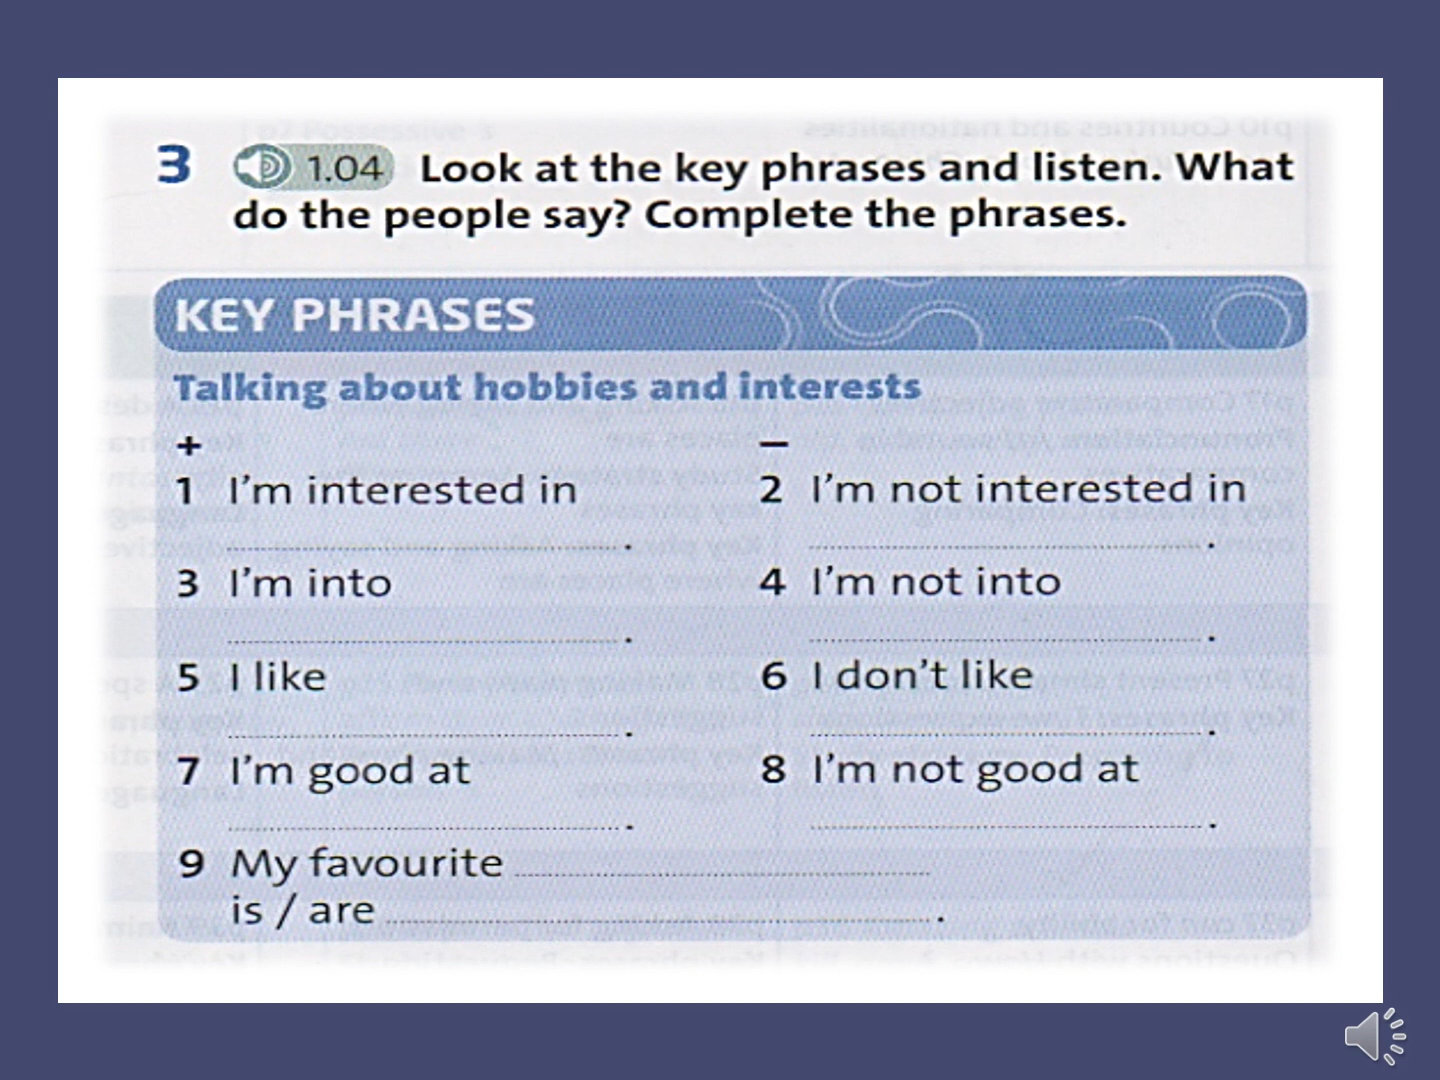 3 1.04 Look at the key phrases and listen. What
do the people say? Complete the phrases.
KEY PHRASES
Talking about hobbies and interests
+ –
1 I'm interested in 2 I'm not interested in
. .
3 I'm into 4 I'm not into
. .
5 I like 6 I don't like
. .
7 I'm good at 8 I'm not good at
. .
9 My favourite
is / are .